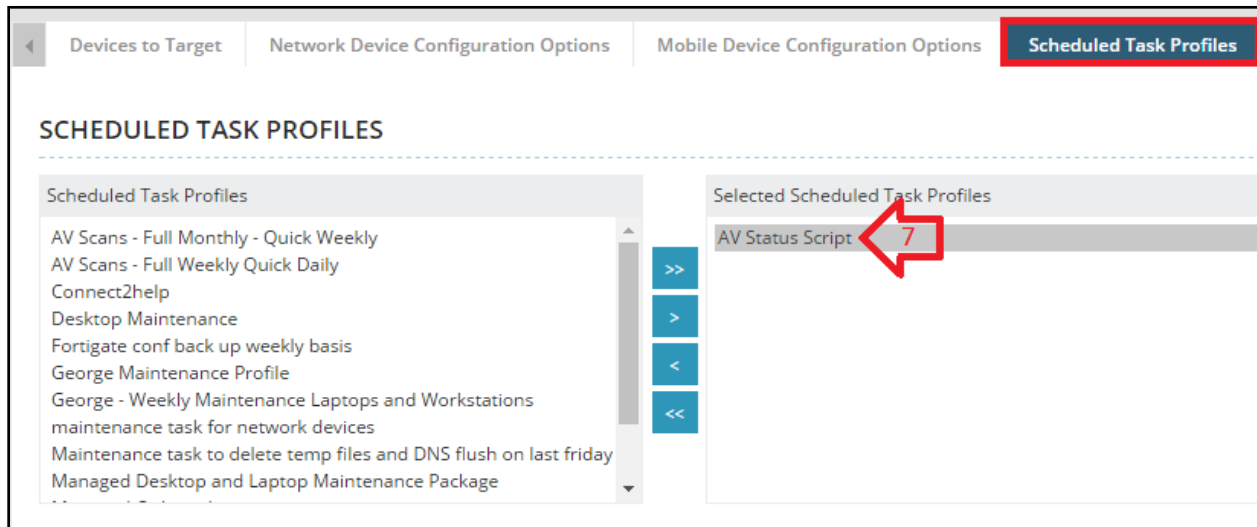 Devices to Target
Network Device Configuration Options
Mobile Device Configuration Options
Scheduled Task Profiles
SCHEDULED TASK PROFILES
Scheduled Task Profiles
AV Scans - Full Monthly - Quick Weekly
AV Scans - Full Weekly Quick Daily
Connect2help
Desktop Maintenance
Fortigate conf back up weekly basis
George Maintenance Profile
George - Weekly Maintenance Laptops and Workstations
maintenance task for network devices
Maintenance task to delete temp files and DNS flush on last friday
Managed Desktop and Laptop Maintenance Package
>>
>
<
<<
Selected Scheduled Task Profiles
AV Status Script
7